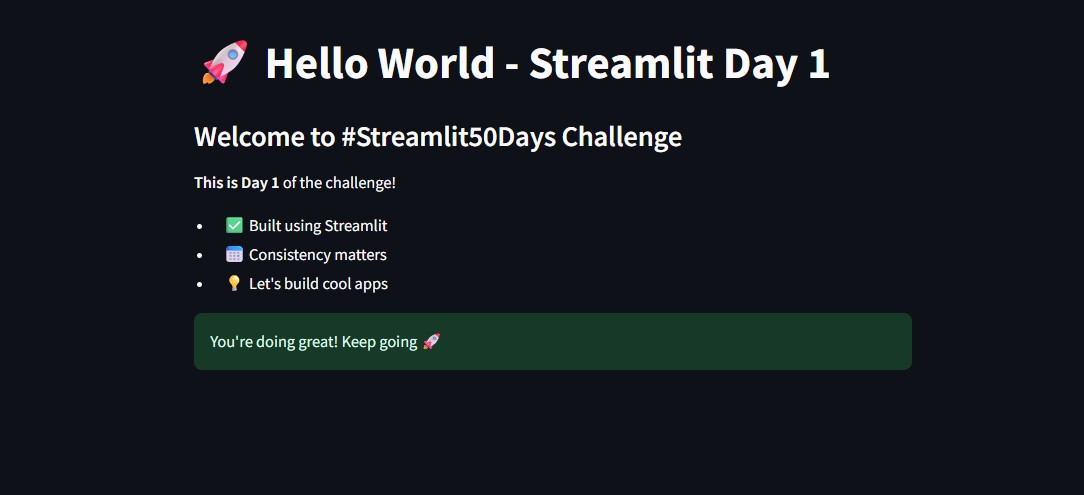 🚀 Hello World - Streamlit Day 1
Welcome to #Streamlit50Days Challenge
This is Day 1 of the challenge!
• ✅ Built using Streamlit
• 📅 Consistency matters
• 💡 Let's build cool apps
You're doing great! Keep going 🚀